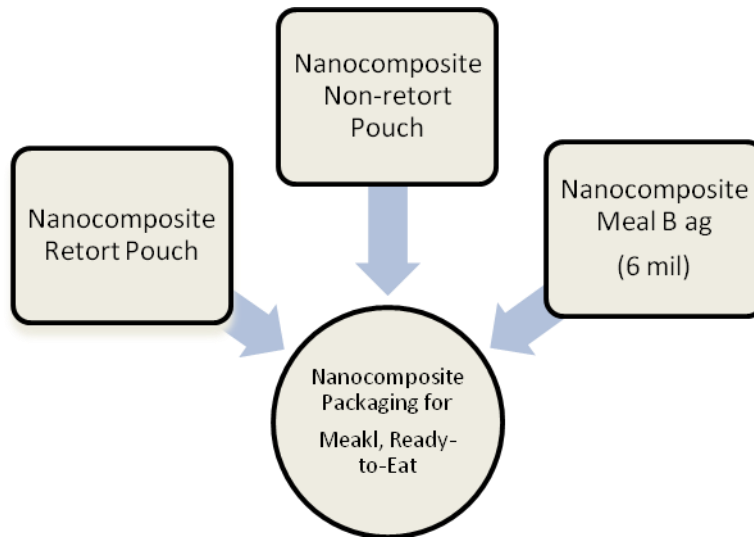 Nanocomposite
Non-retort
Pouch
Nanocomposite
Retort Pouch
Nanocomposite
Meal B ag
(6 mil)
Nanocomposite
Packaging for
Meakl, Ready-
to-Eat